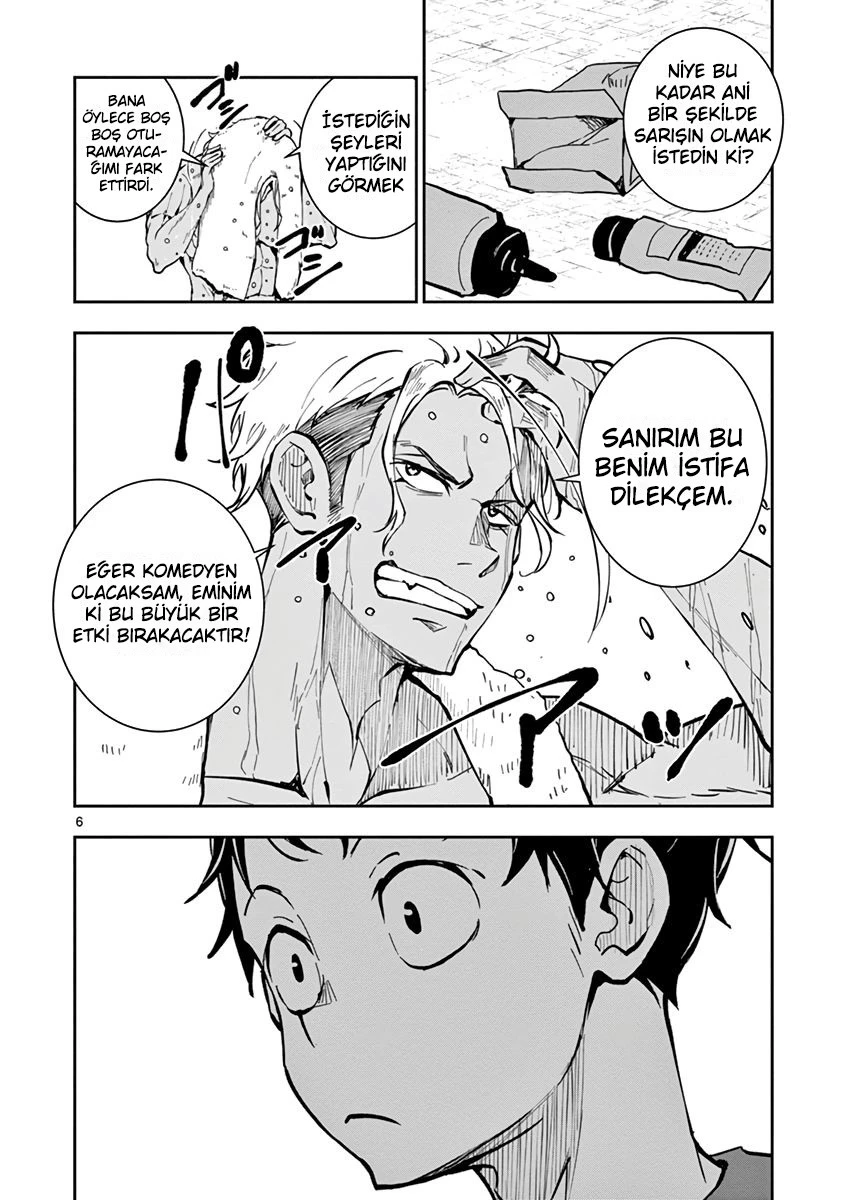 NİYE BU
KADAR ANİ
BİR ŞEKİLDE
SARIŞIN OLMAK
İSTEDİN Kİ?
İSTEDİĞİN
ŞEYLERİ
YAPTIĞINI
GÖRMEK
BANA
ÖYLECE BOŞ
BOŞ OTU-
RAMAYACA-
ĞIMI FARK
ETTİRDİ.
SANIRIM BU
BENİM İSTİFA
DİLEKÇEM.
EĞER KOMEDYEN
OLACAKSAM, EMİNİM
Kİ BU BÜYÜK BİR
ETKİ BIRAKACAKTIR!
6